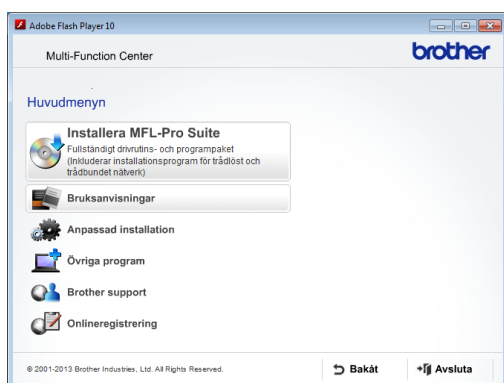 Adobe Flash Player 10
Multi-Function Center
brother
Huvudmenyn
Installera MFL-Pro Suite
Fullständigt drivrutins- och programpaket
(Inkluderar installationsprogram för trådlöst och
trådbundet nätverk)
Bruksanvisningar
Anpassad installation
Övriga program
Brother support
Onlineregistrering
© 2001-2013 Brother Industries, Ltd. All Rights Reserved.
Bakåt
Avsluta